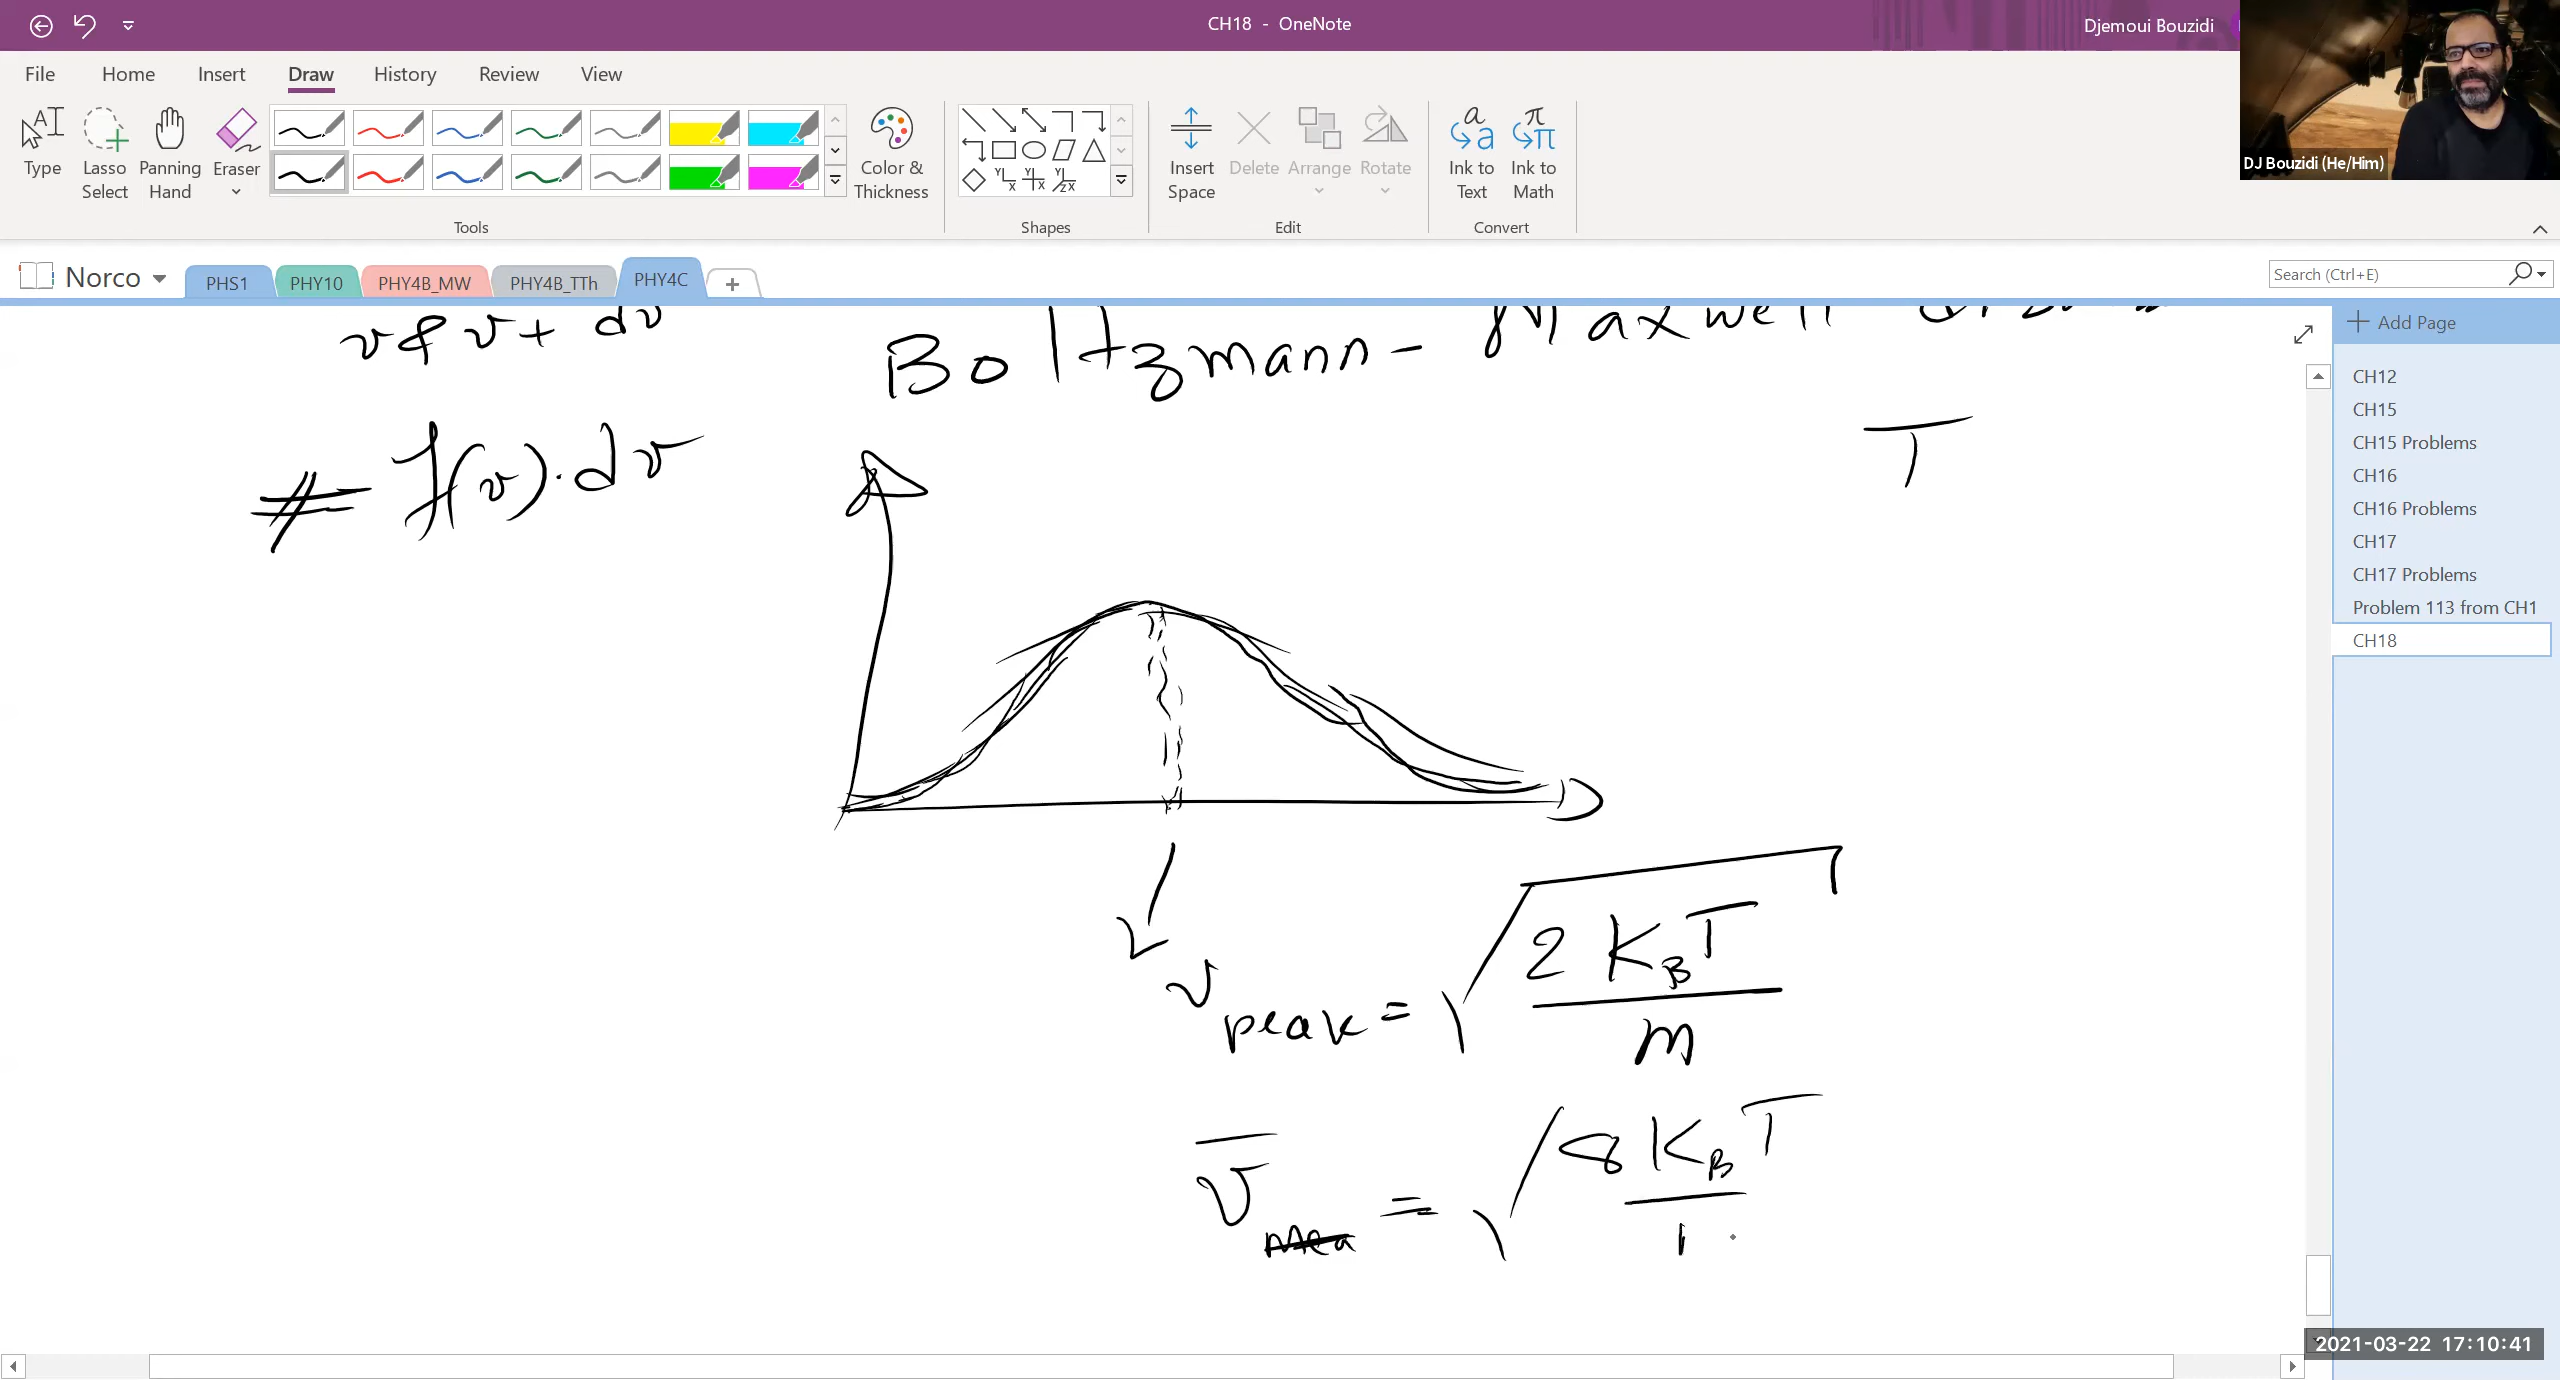 CH18 - OneNote
Djemoui Bouzidi
DJ Bouzidi (He/Him)
File Home Insert Draw History Review View
Type
Lasso Select
Panning Hand
Eraser
Color & Thickness
Insert Space
Delete
Arrange
Rotate
Ink to Text
Ink to Math
Tools Shapes Edit Convert
Norco PHS1 PHY10 PHY4B_MW PHY4B_TTh PHY4C +
Search (Ctrl+E)
Add Page
CH12
CH15
CH15 Problems
CH16
CH16 Problems
CH17
CH17 Problems
Problem 113 from CH1
CH18
v & v + dv
Boltzmann - Maxwell
# f(v)·dv
T
v peak = √ 2 K_B T
m
v̄ = √ 8 K_B T
2021-03-22 17:10:41